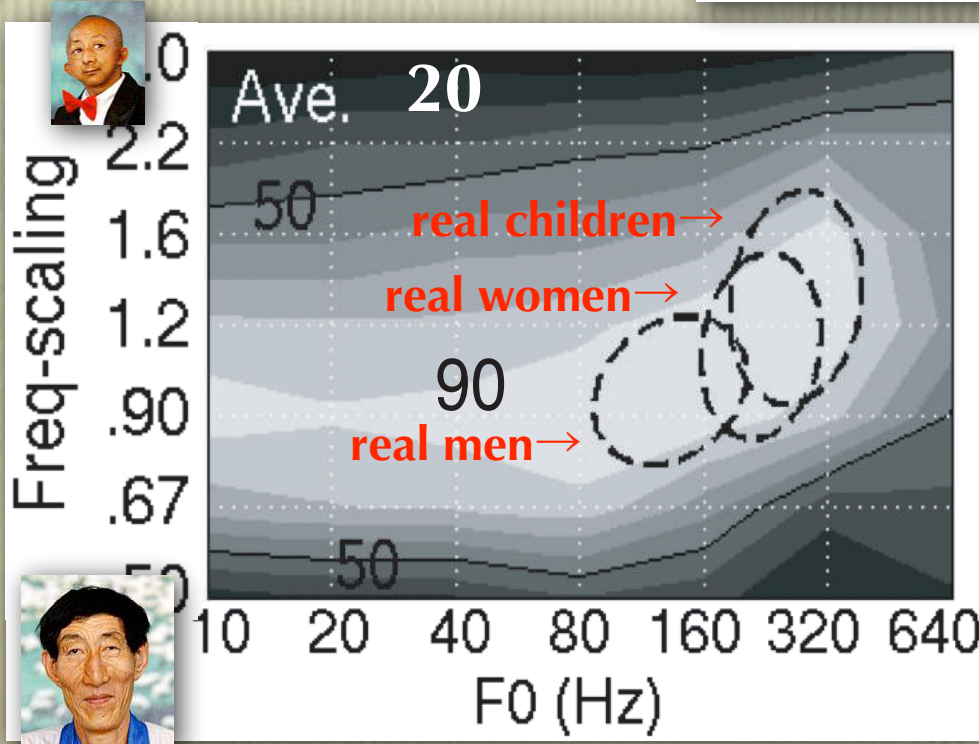 .0
Ave. 20
2.2
50
real children→
1.6
real women→
1.2
90
.90
real men→
.67
50
10 20 40 80 160 320 640
F0 (Hz)
Freq-scaling